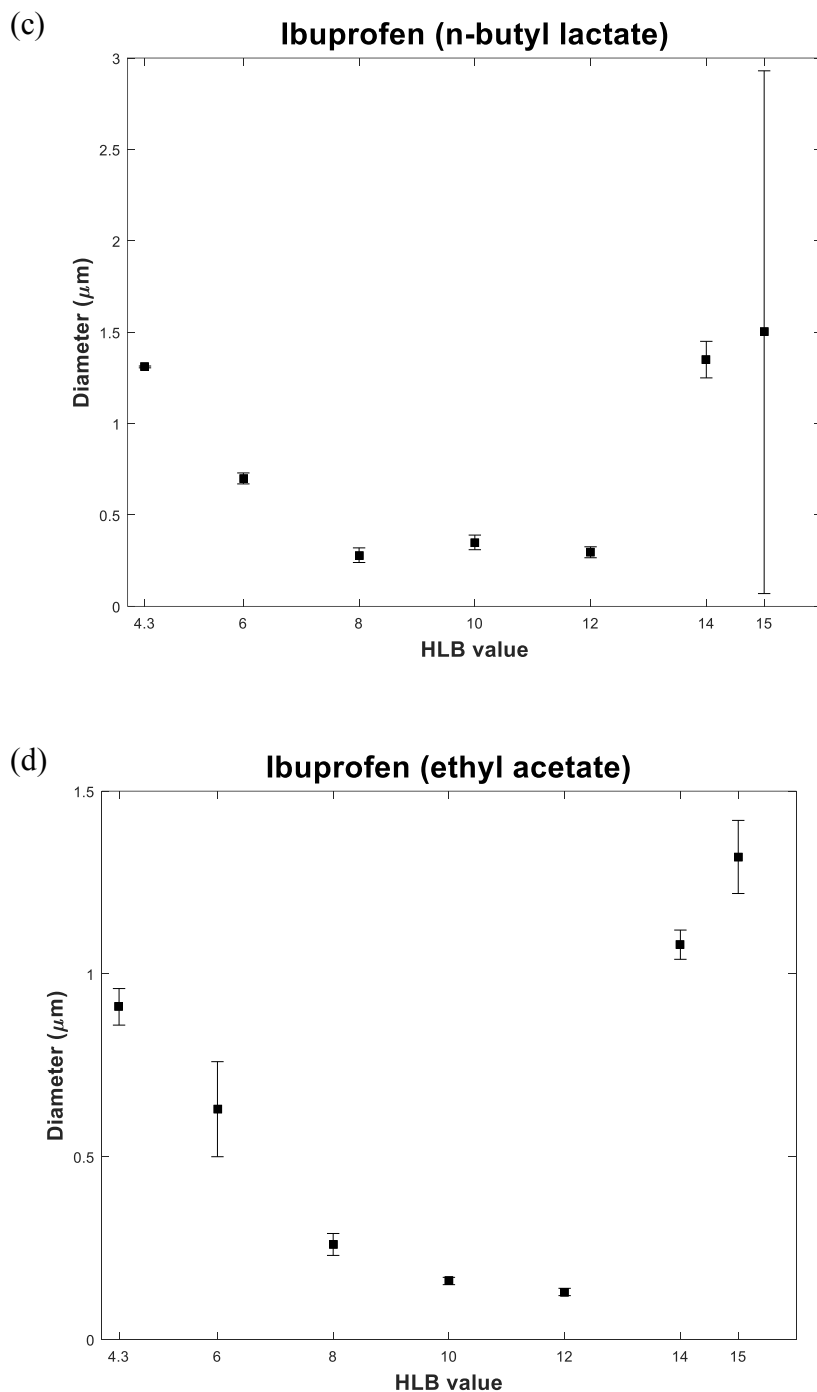 (c)
Ibuprofen (n-butyl lactate)
3
2.5
2
1.5
1
0.5
0
Diameter (μm)
4.3 6 8 10 12 14 15
HLB value
(d)
Ibuprofen (ethyl acetate)
1.5
1
0.5
0
Diameter (μm)
4.3 6 8 10 12 14 15
HLB value